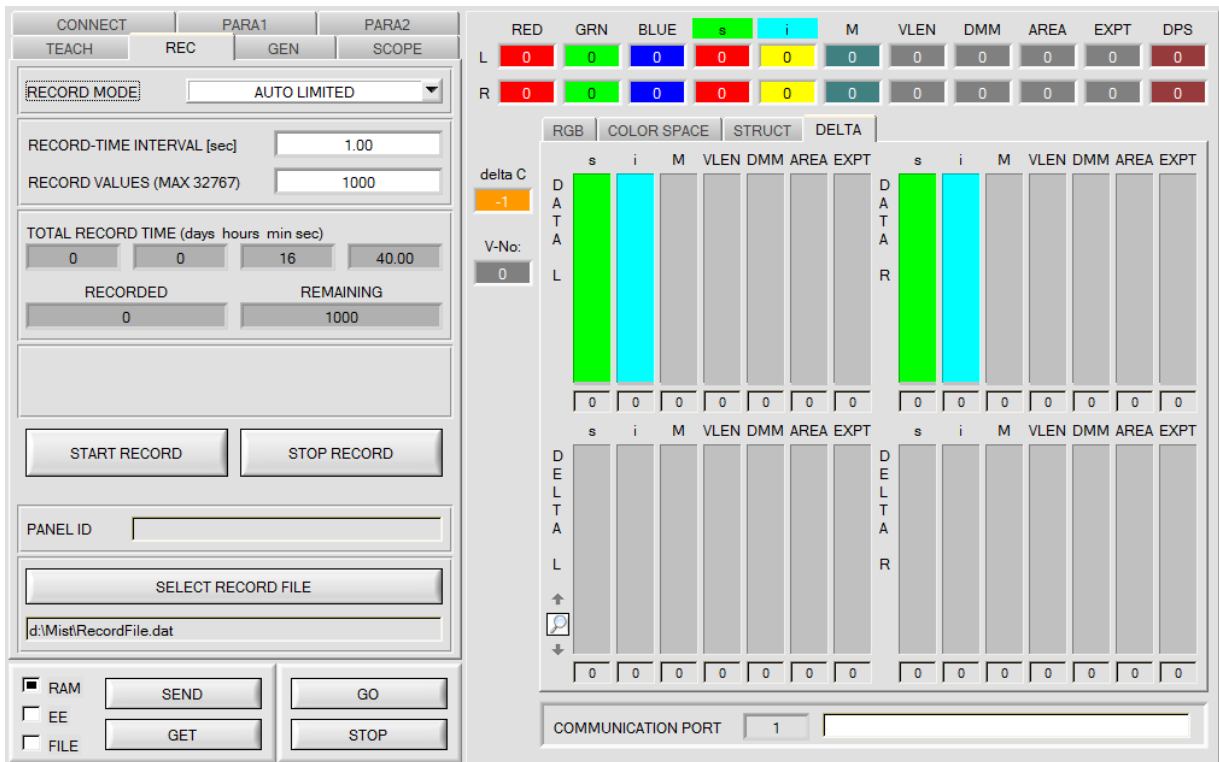 CONNECT PARA1 PARA2
TEACH REC GEN SCOPE
RECORD MODE AUTO LIMITED
RECORD-TIME INTERVAL [sec] 1.00
RECORD VALUES (MAX 32767) 1000
TOTAL RECORD TIME (days hours min sec)
0 0 16 40.00
RECORDED REMAINING
0 1000
START RECORD STOP RECORD
PANEL ID
SELECT RECORD FILE
d:\Mist\RecordFile.dat
RAM
EE
FILE
SEND
GET
GO
STOP
RED GRN BLUE s i M VLEN DMM AREA EXPT DPS
L 0 0 0 0 0 0 0 0 0 0 0
R 0 0 0 0 0 0 0 0 0 0 0
RGB COLOR SPACE STRUCT DELTA
delta C
-1
V-No:
0
s i M VLEN DMM AREA EXPT
DATA L
0 0 0 0 0 0 0
s i M VLEN DMM AREA EXPT
DATA R
0 0 0 0 0 0 0
s i M VLEN DMM AREA EXPT
DELTA L
0 0 0 0 0 0 0
s i M VLEN DMM AREA EXPT
DELTA R
0 0 0 0 0 0 0
COMMUNICATION PORT 1